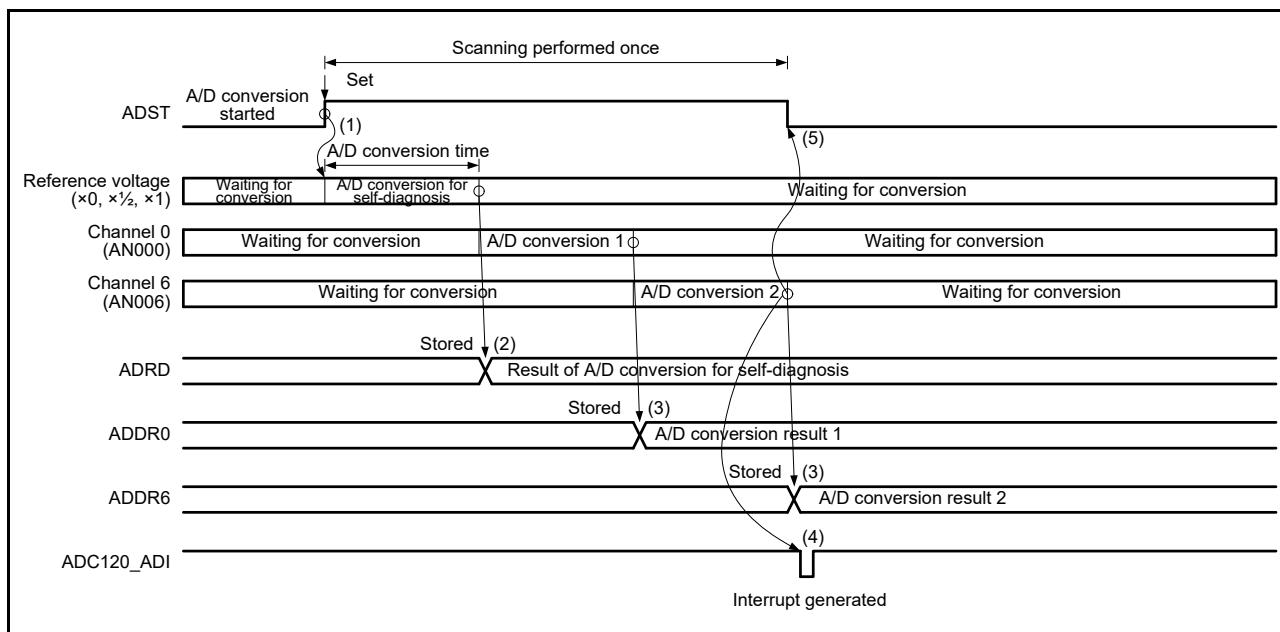 Scanning performed once
Set
A/D conversion
started
ADST
(1)
(5)
A/D conversion time
Reference voltage
(×0, ×½, ×1)
Waiting for
conversion
A/D conversion for
self-diagnosis
Waiting for conversion
Channel 0
(AN000)
Waiting for conversion
A/D conversion 1
Waiting for conversion
Channel 6
(AN006)
Waiting for conversion
A/D conversion 2
Waiting for conversion
Stored
(2)
ADRD
Result of A/D conversion for self-diagnosis
Stored
(3)
ADDR0
A/D conversion result 1
Stored
(3)
ADDR6
A/D conversion result 2
(4)
ADC120_ADI
Interrupt generated